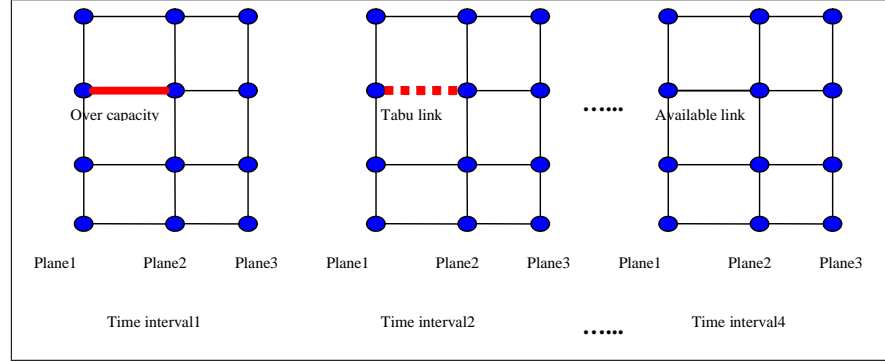 Over capacity
Tabu link
…...
Available link
Plane1 Plane2 Plane3 Plane1 Plane2 Plane3 Plane1 Plane2 Plane3
Time interval1 Time interval2 …... Time interval4